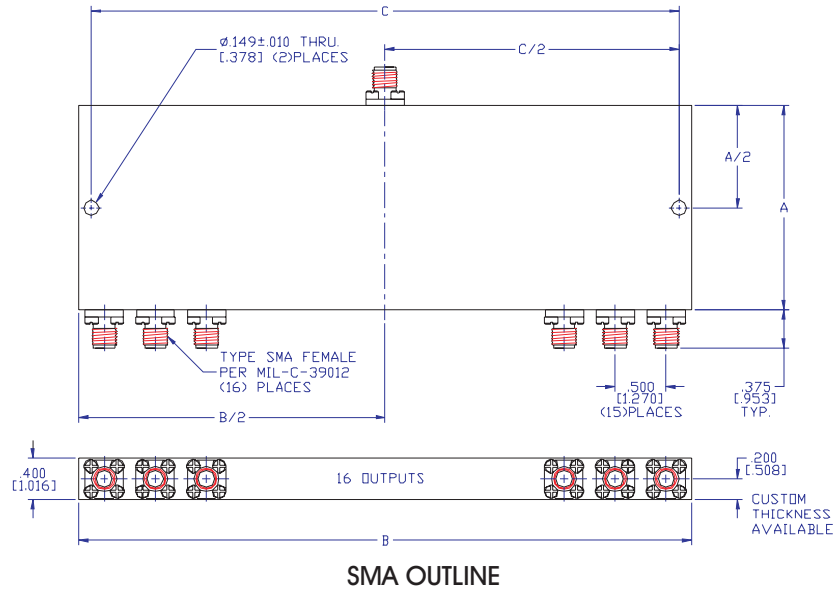 C
Ø.149±.010 THRU.
[.378] (2)PLACES
C/2
A/2
A
TYPE SMA FEMALE
PER MIL-C-39012
(16) PLACES
.500
[1.270]
(15)PLACES
.375
[.953]
TYP.
B/2
.400
[1.016]
16 OUTPUTS
.200
[.508]
CUSTOM
THICKNESS
AVAILABLE
B
SMA OUTLINE